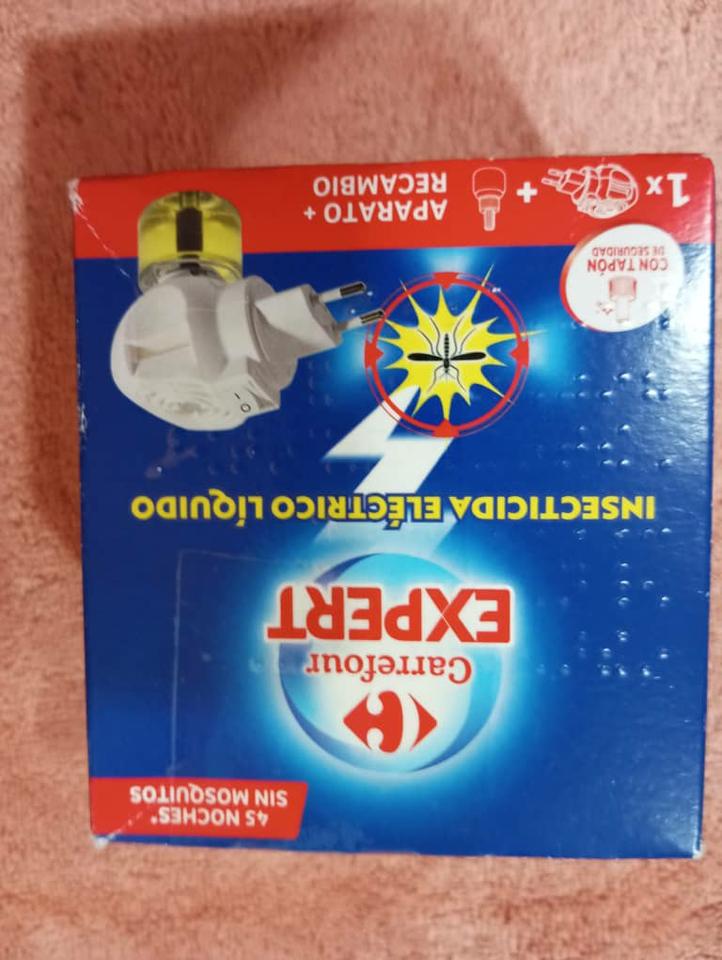 45 NOCHES*
SIN MOSQUITOS
Carrefour
EXPERT
INSECTICIDA ELÉCTRICO LÍQUIDO
CON TAPÓN
DE SEGURIDAD
1x + APARATO +
RECAMBIO